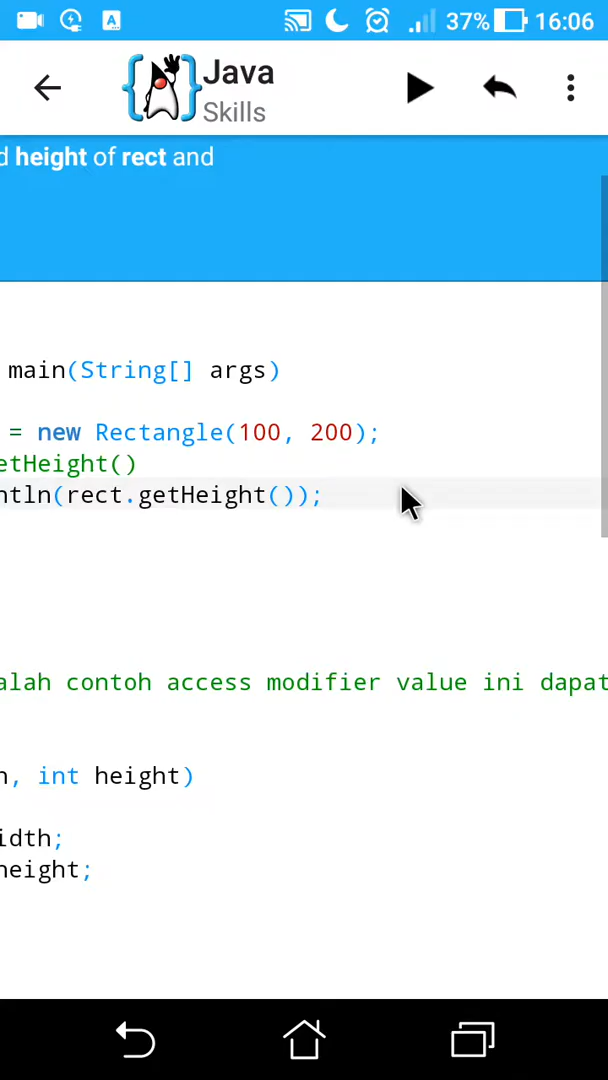 37% 16:06
Java
Skills
d height of rect and
main(String[] args)
= new Rectangle(100, 200);
etHeight()
ntln(rect.getHeight());
alah contoh access modifier value ini dapat
h, int height)
idth;
height;